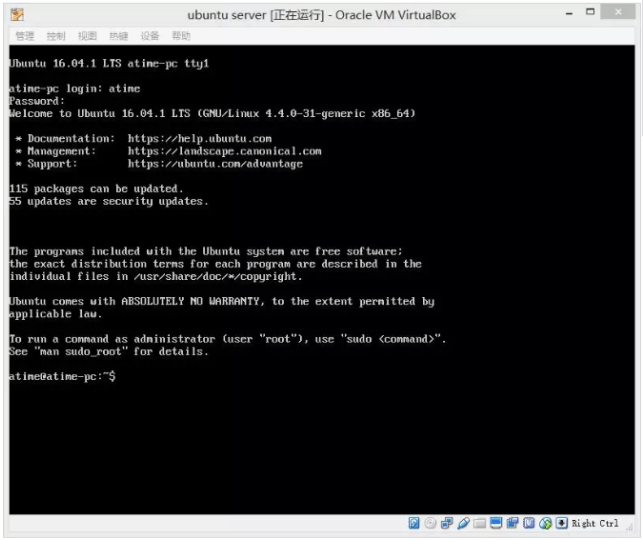 ubuntu server [正在运行] - Oracle VM VirtualBox
管理 控制 视图 热键 设备 帮助
Ubuntu 16.04.1 LTS atime-pc tty1
atime-pc login: atime
Password:
Welcome to Ubuntu 16.04.1 LTS (GNU/Linux 4.4.0-31-generic x86_64)
* Documentation: https://help.ubuntu.com
* Management: https://landscape.canonical.com
* Support: https://ubuntu.com/advantage
115 packages can be updated.
55 updates are security updates.
The programs included with the Ubuntu system are free software;
the exact distribution terms for each program are described in the
individual files in /usr/share/doc/*/copyright.
Ubuntu comes with ABSOLUTELY NO WARRANTY, to the extent permitted by
applicable law.
To run a command as administrator (user "root"), use "sudo <command>".
See "man sudo_root" for details.
atime@atime-pc:~$
Right Ctrl